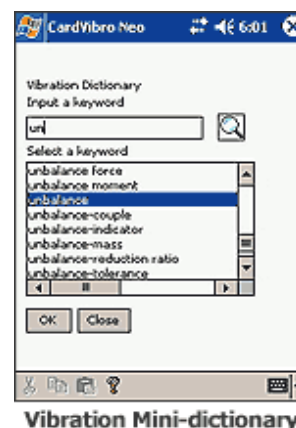 CardVibro Neo 6:01
Vibration Dictionary
Input a keyword
un
Select a keyword
unbalance force
unbalance moment
unbalance
unbalance-couple
unbalance-indicator
unbalance-mass
unbalance-reduction ratio
unbalance-tolerance
OK Close
Vibration Mini-dictionary